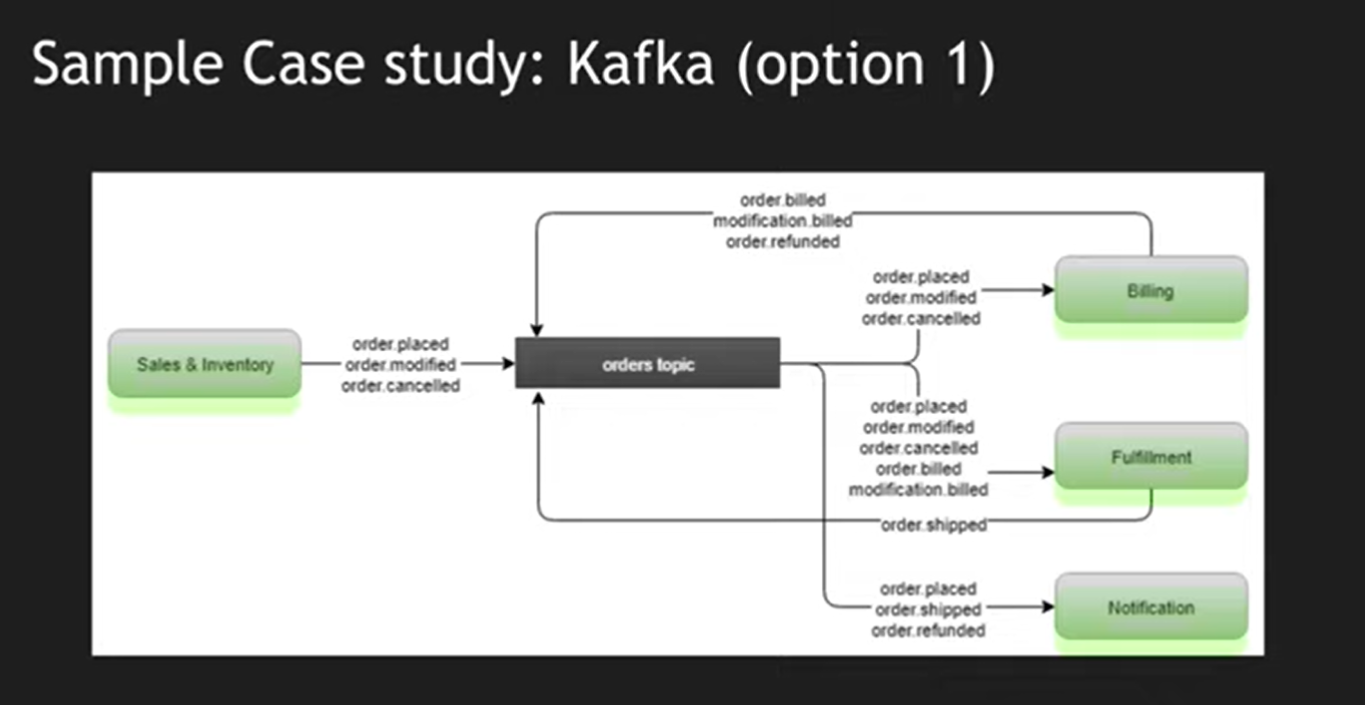 Sample Case study: Kafka (option 1)
order.billed
modification.billed
order.refunded
order.placed
order.modified
order.cancelled
Billing
Sales & Inventory
order.placed
order.modified
order.cancelled
orders topic
order.placed
order.modified
order.cancelled
order.billed
modification.billed
Fulfillment
order.shipped
order.placed
order.shipped
order.refunded
Notification